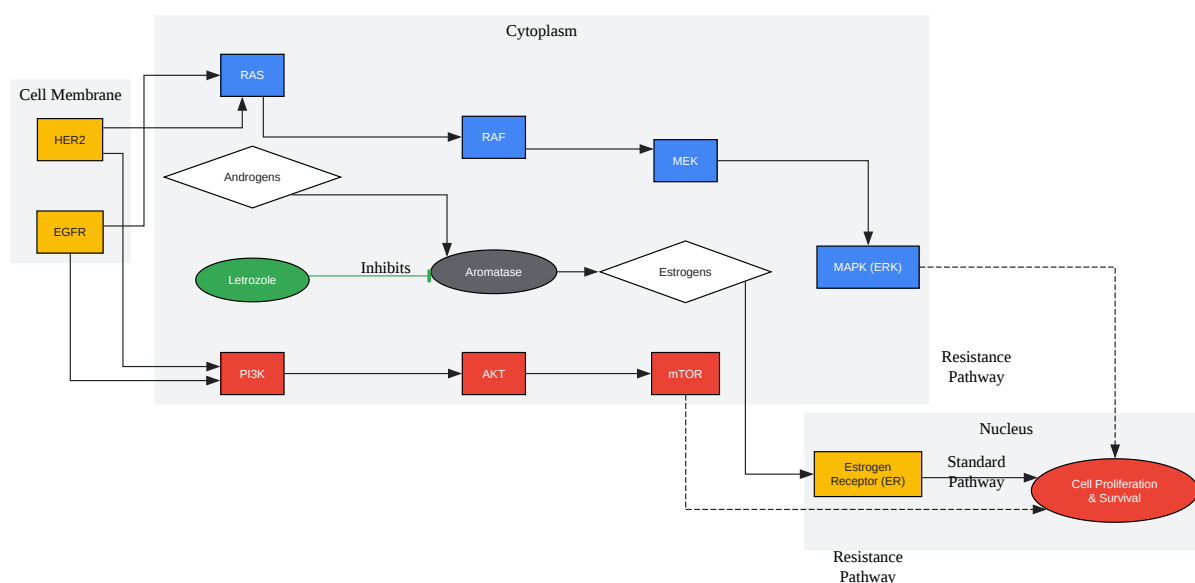 Cytoplasm
RAS
Cell Membrane
HER2
RAF
MEK
Androgens
EGFR
Letrozole
Inhibits
Aromatase
Estrogens
MAPK (ERK)
PI3K
AKT
mTOR
Resistance
Pathway
Nucleus
Estrogen
Receptor (ER)
Standard
Pathway
Cell Proliferation
& Survival
Resistance
Pathway